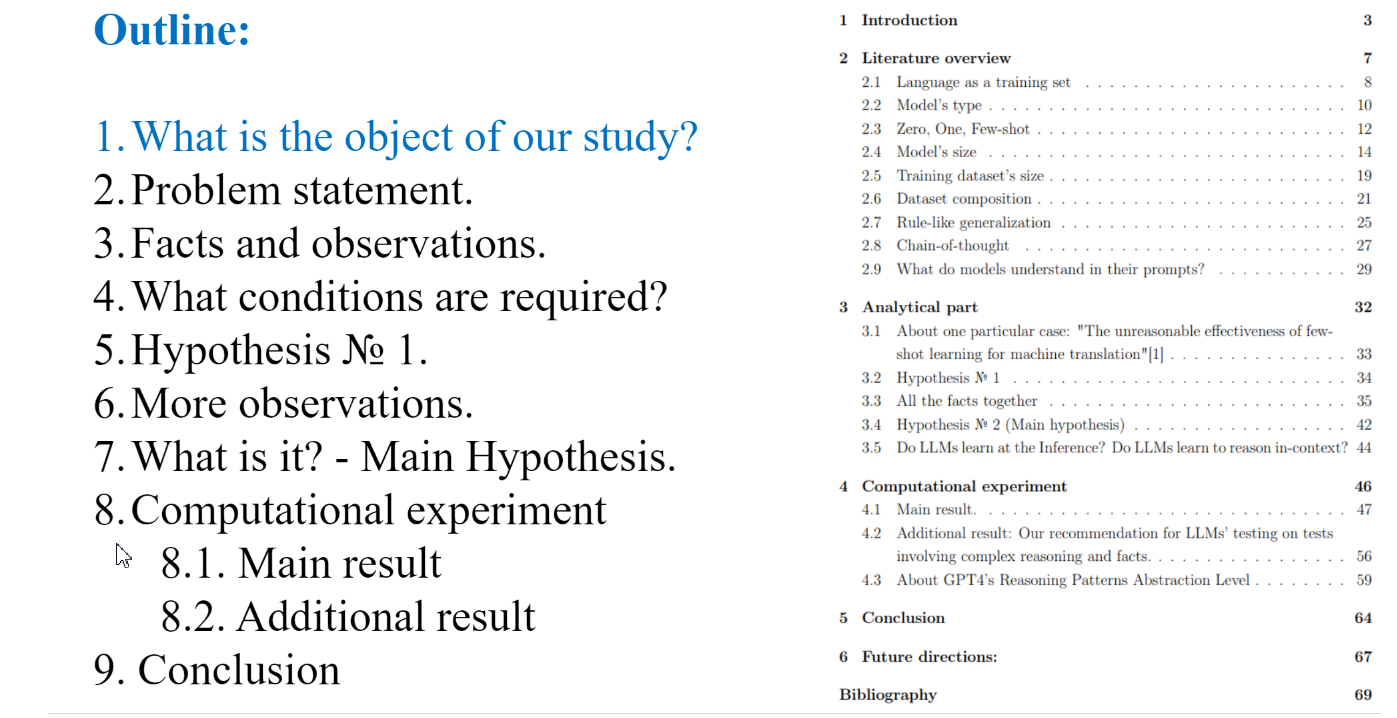 Outline:
1. What is the object of our study?
2. Problem statement.
3. Facts and observations.
4. What conditions are required?
5. Hypothesis № 1.
6. More observations.
7. What is it? - Main Hypothesis.
8. Computational experiment
8.1. Main result
8.2. Additional result
9. Conclusion
1 Introduction 3
2 Literature overview 7
2.1 Language as a training set . . . . . . . . . . . . . . . . . . . . . . 8
2.2 Model's type . . . . . . . . . . . . . . . . . . . . . . . . . . . . . . 10
2.3 Zero, One, Few-shot . . . . . . . . . . . . . . . . . . . . . . . . . . 12
2.4 Model's size . . . . . . . . . . . . . . . . . . . . . . . . . . . . . . 14
2.5 Training dataset's size . . . . . . . . . . . . . . . . . . . . . . . . . 19
2.6 Dataset composition . . . . . . . . . . . . . . . . . . . . . . . . . . 21
2.7 Rule-like generalization . . . . . . . . . . . . . . . . . . . . . . . . 25
2.8 Chain-of-thought . . . . . . . . . . . . . . . . . . . . . . . . . . . 27
2.9 What do models understand in their prompts? . . . . . . . . . . . 29
3 Analytical part 32
3.1 About one particular case: "The unreasonable effectiveness of few-
shot learning for machine translation"[1] . . . . . . . . . . . . . . . 33
3.2 Hypothesis № 1 . . . . . . . . . . . . . . . . . . . . . . . . . . . . 34
3.3 All the facts together . . . . . . . . . . . . . . . . . . . . . . . . . 35
3.4 Hypothesis № 2 (Main hypothesis) . . . . . . . . . . . . . . . . . . 42
3.5 Do LLMs learn at the Inference? Do LLMs learn to reason in-context? 44
4 Computational experiment 46
4.1 Main result. . . . . . . . . . . . . . . . . . . . . . . . . . . . . . . 47
4.2 Additional result: Our recommendation for LLMs' testing on tests
involving complex reasoning and facts. . . . . . . . . . . . . . . . . 56
4.3 About GPT4's Reasoning Patterns Abstraction Level . . . . . . . . 59
5 Conclusion 64
6 Future directions: 67
Bibliography 69